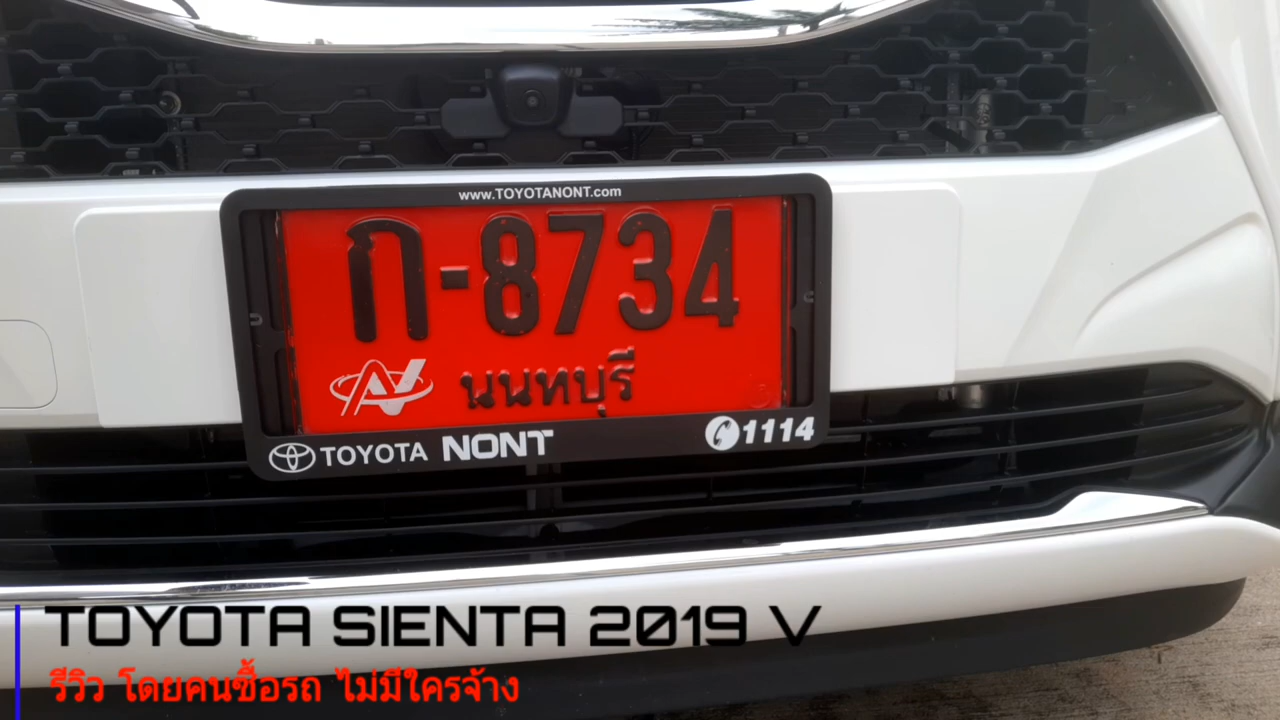 www.TOYOTANONT.com
ก-8734
นนทบุรี
TOYOTA NONT 1114
TOYOTA SIENTA 2019 V
รีวิว โดยคนซื้อรถ ไม่มีใครจ้าง